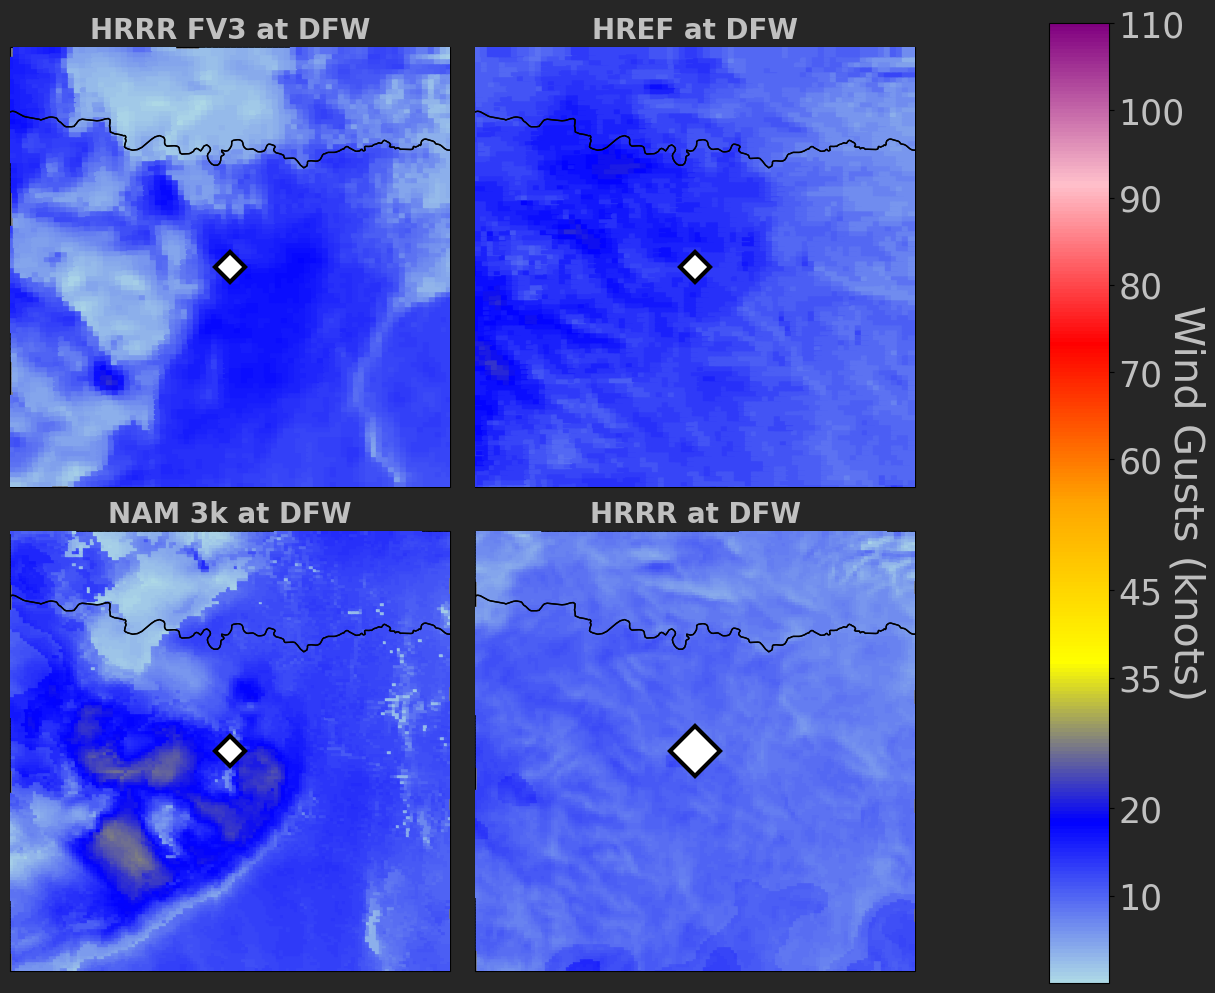 HRRR FV3 at DFW
HREF at DFW
NAM 3k at DFW
HRRR at DFW
110
100
90
80
70
60
45
35
20
10
Wind Gusts (knots)